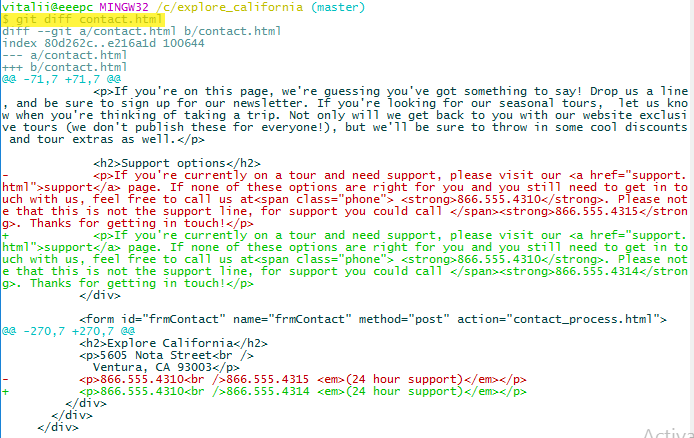 vitalii@eeepc MINGW32 /c/explore_california (master)
$ git diff contact.html
diff --git a/contact.html b/contact.html
index 80d262c..e216a1d 100644
--- a/contact.html
+++ b/contact.html
@@ -71,7 +71,7 @@
            <p>If you're on this page, we're guessing you've got something to say! Drop us a line
, and be sure to sign up for our newsletter. If you're looking for our seasonal tours,  let us kno
w when you're thinking of taking a trip. Not only will we get back to you with our website exclusi
ve tours (we don't publish these for everyone!), but we'll be sure to throw in some cool discounts
 and tour extras as well.</p>
            <h2>Support options</h2>
-           <p>If you're currently on a tour and need support, please visit our <a href="support.
html">support</a> page. If none of these options are right for you and you still need to get in to
uch with us, feel free to call us at<span class="phone"> <strong>866.555.4310</strong>. Please not
e that this is not the support line, for support you could call </span><strong>866.555.4315</stron
g>. Thanks for getting in touch!</p>
+           <p>If you're currently on a tour and need support, please visit our <a href="support.
html">support</a> page. If none of these options are right for you and you still need to get in to
uch with us, feel free to call us at<span class="phone"> <strong>866.555.4310</strong>. Please not
e that this is not the support line, for support you could call </span><strong>866.555.4314</stron
g>. Thanks for getting in touch!</p>
          </div>
          <form id="frmContact" name="frmContact" method="post" action="contact_process.html">
@@ -270,7 +270,7 @@
          <h2>Explore California</h2>
          <p>5605 Nota Street<br />
            Ventura, CA 93003</p>
-         <p>866.555.4310<br />866.555.4315 <em>(24 hour support)</em></p>
+         <p>866.555.4310<br />866.555.4314 <em>(24 hour support)</em></p>
        </div>
      </div>
    </div>
Activa